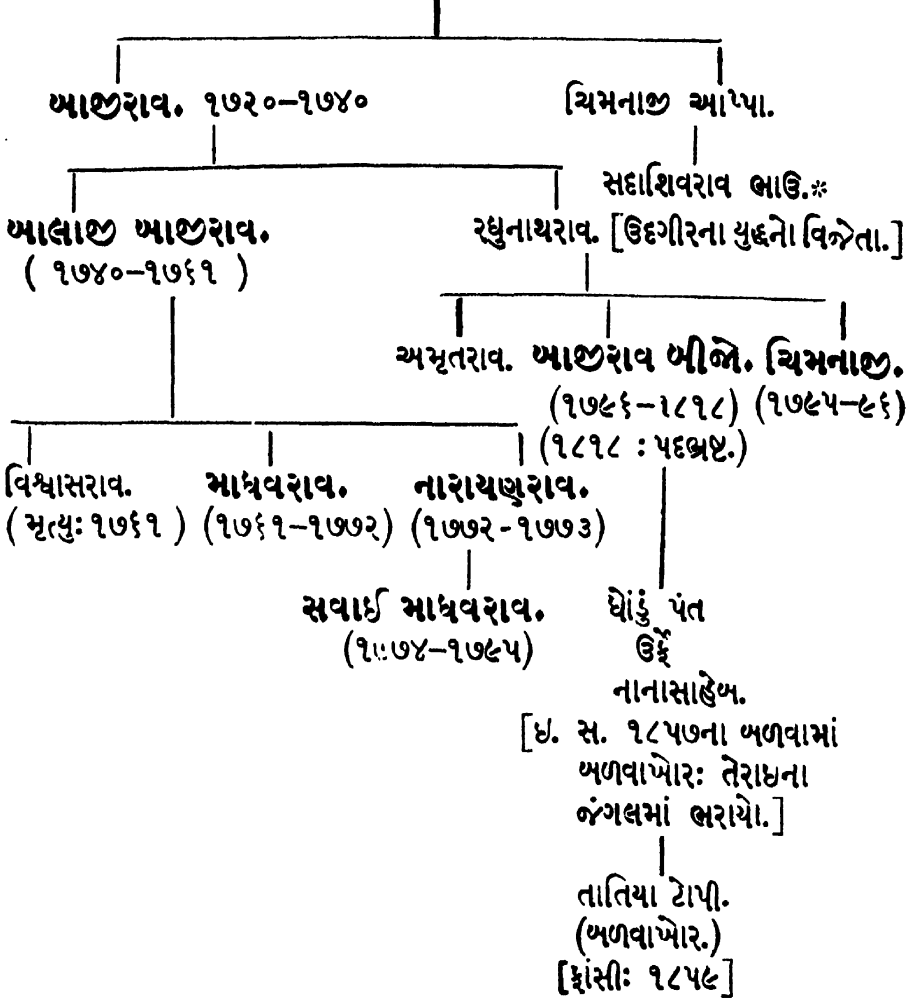 બાજીરાવ. ૧૭૨૦–૧૭૪૦ ચિમનાજી આપ્પા.
સદાશિવરાવ ભાઉ.*
બાલાજી બાજીરાવ. રઘુનાથરાવ. [ઉદગીરના યુદ્ધનો વિજેતા.]
( ૧૭૪૦–૧૭૬૧ )
અમૃતરાવ. બાજીરાવ બીજો. ચિમનાજી.
(૧૭૯૬–૧૮૧૮) (૧૭૯૫–૯૬)
(૧૮૧૮ : પદભ્રષ્ટ.)
વિશ્વાસરાવ. માધવરાવ. નારાયણરાવ.
( મૃત્યુઃ ૧૭૬૧ ) (૧૭૬૧–૧૭૭૨) (૧૭૭૨-૧૭૭૩)
સવાઈ માધવરાવ. ધોંડું પંત
(૧૭૭૪–૧૭૯૫) ઉર્ફે
નાનાસાહેબ.
[ઇ. સ. ૧૮૫૭ના બળવામાં
બળવાખોરઃ તેરાઇના
જંગલમાં ભરાયો.]
તાતિયા ટોપી.
(બળવાખોર.)
[ફાંસીઃ ૧૮૫૯]